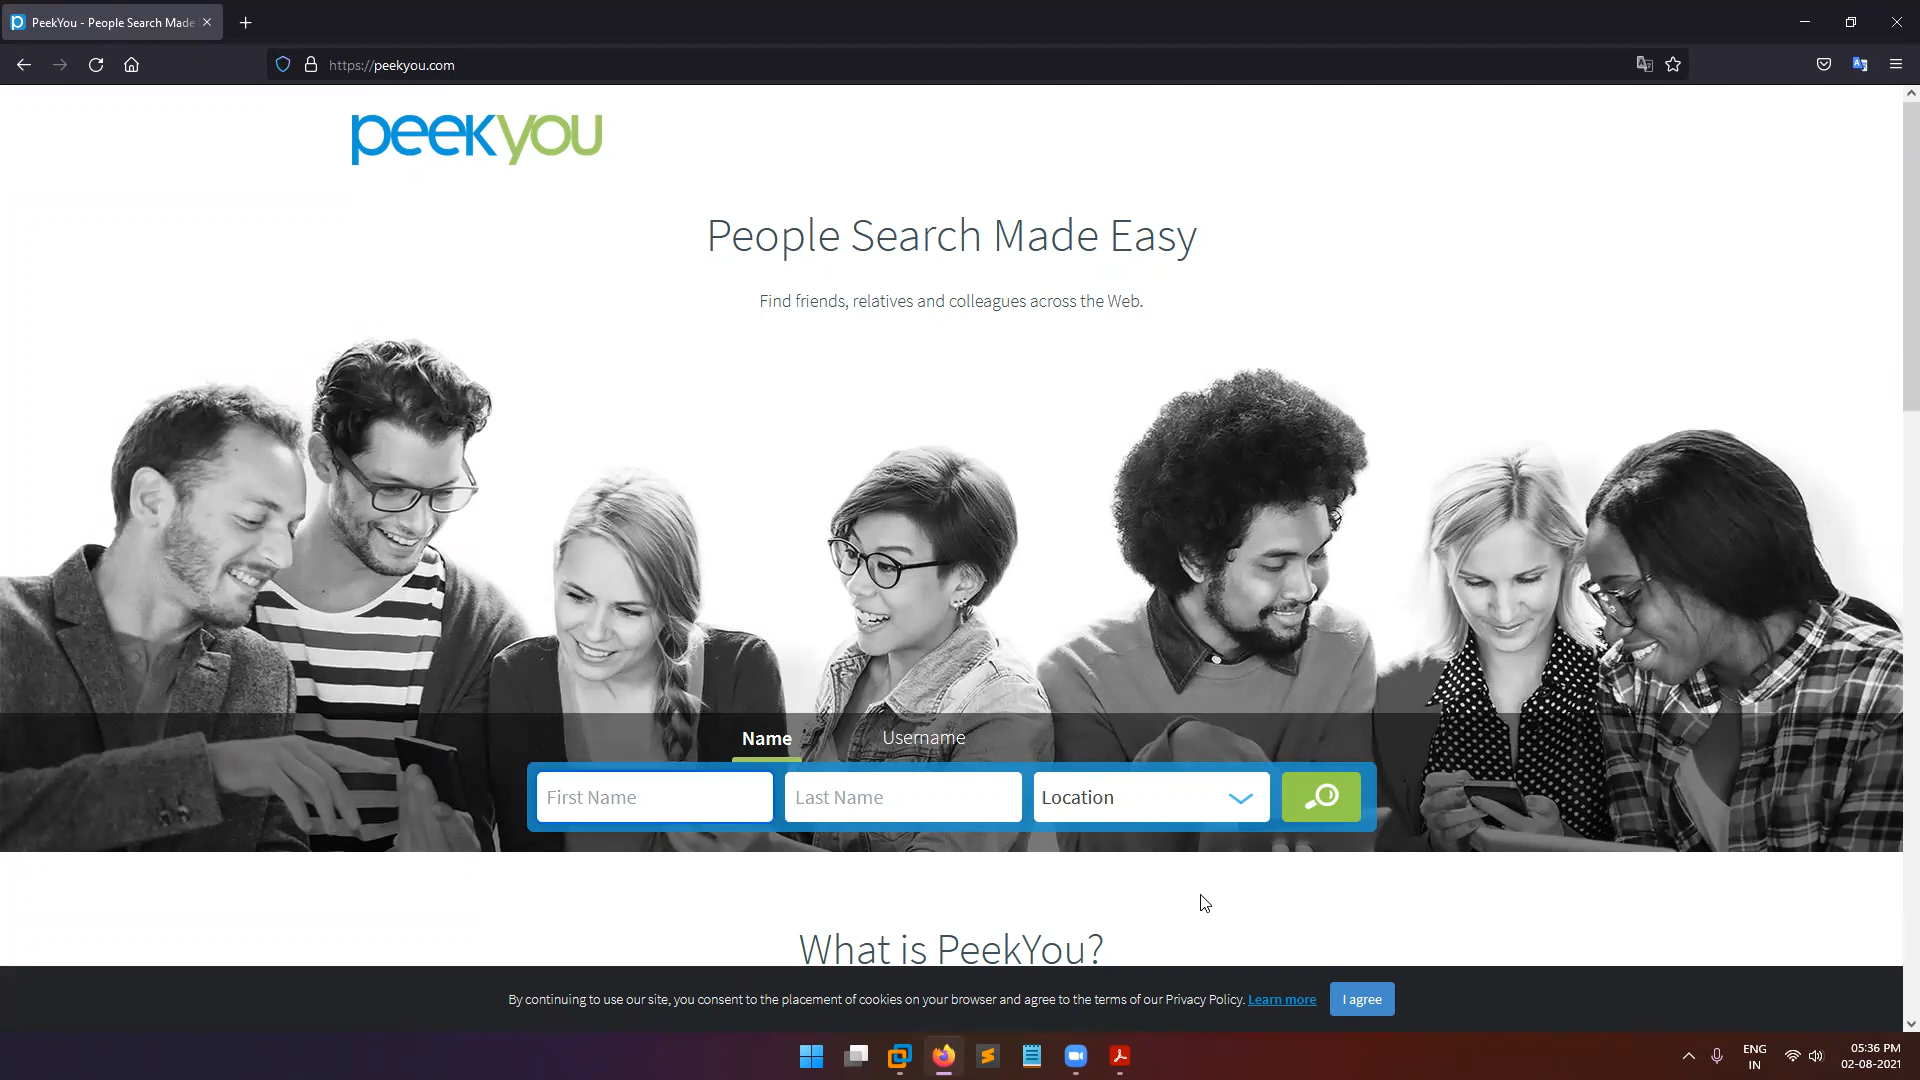 PeekYou - People Search Made
https://peekyou.com
peekyou
People Search Made Easy
Find friends, relatives and colleagues across the Web.
Name
Username
First Name
Last Name
Location
What is PeekYou?
By continuing to use our site, you consent to the placement of cookies on your browser and agree to the terms of our Privacy Policy. Learn more
I agree
ENG
IN
05:36 PM
02-08-2021